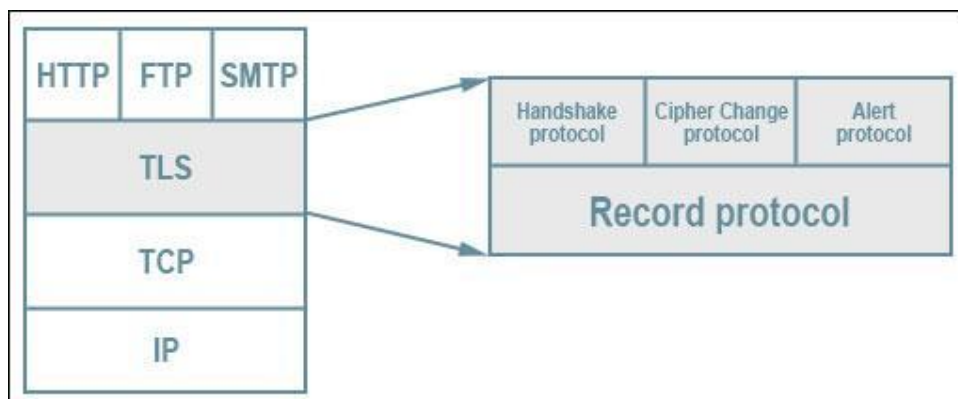 HTTP FTP SMTP
TLS
TCP
IP
Handshake protocol
Cipher Change protocol
Alert protocol
Record protocol